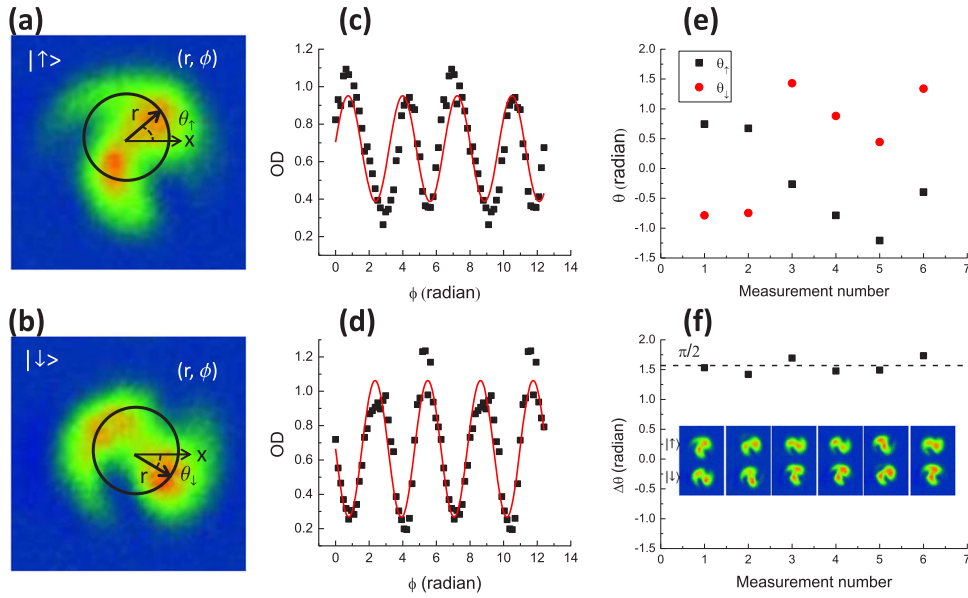 (a)
|↑>
(r, ϕ)
r
θ↑
x
(b)
|↓>
(r, ϕ)
x
r
θ↓
(c)
1.2
1.0
0.8
0.6
0.4
0.2
OD
0 2 4 6 8 10 12 14
ϕ (radian)
(d)
1.2
1.0
0.8
0.6
0.4
0.2
OD
0 2 4 6 8 10 12 14
ϕ (radian)
(e)
2.0
1.5
1.0
0.5
0.0
-0.5
-1.0
-1.5
θ (radian)
θ↑
θ↓
0 1 2 3 4 5 6 7
Measurement number
(f)
2.0
1.5
1.0
0.5
0.0
-0.5
-1.0
-1.5
Δθ (radian)
π/2
|↑⟩
|↓⟩
0 1 2 3 4 5 6 7
Measurement number